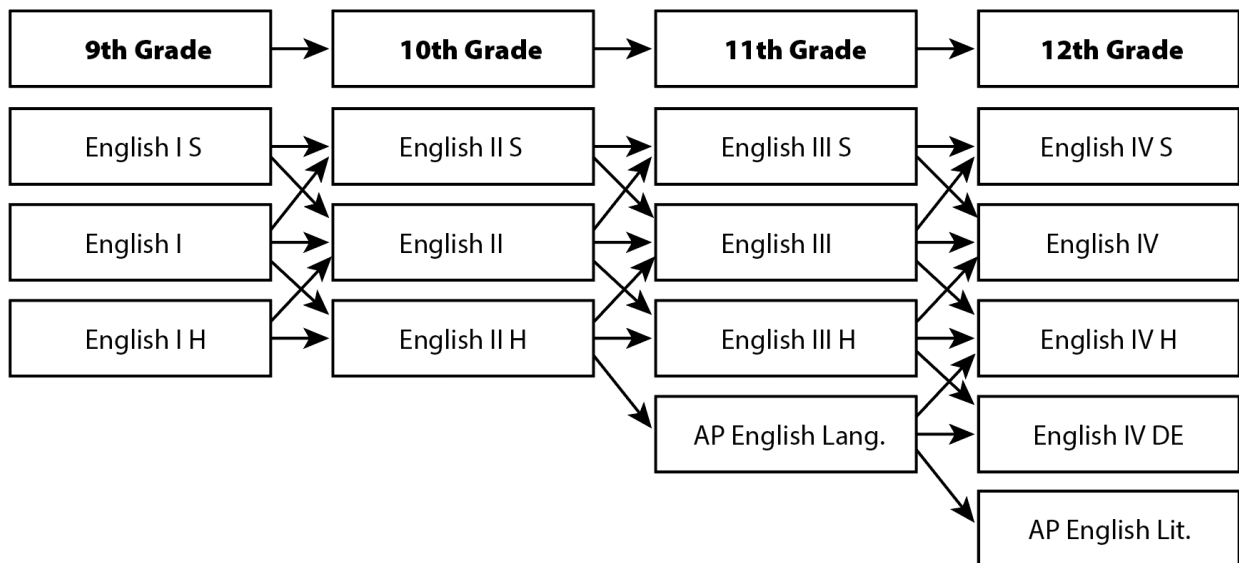 9th Grade
10th Grade
11th Grade
12th Grade
English I S
English II S
English III S
English IV S
English I
English II
English III
English IV
English I H
English II H
English III H
English IV H
AP English Lang.
English IV DE
AP English Lit.